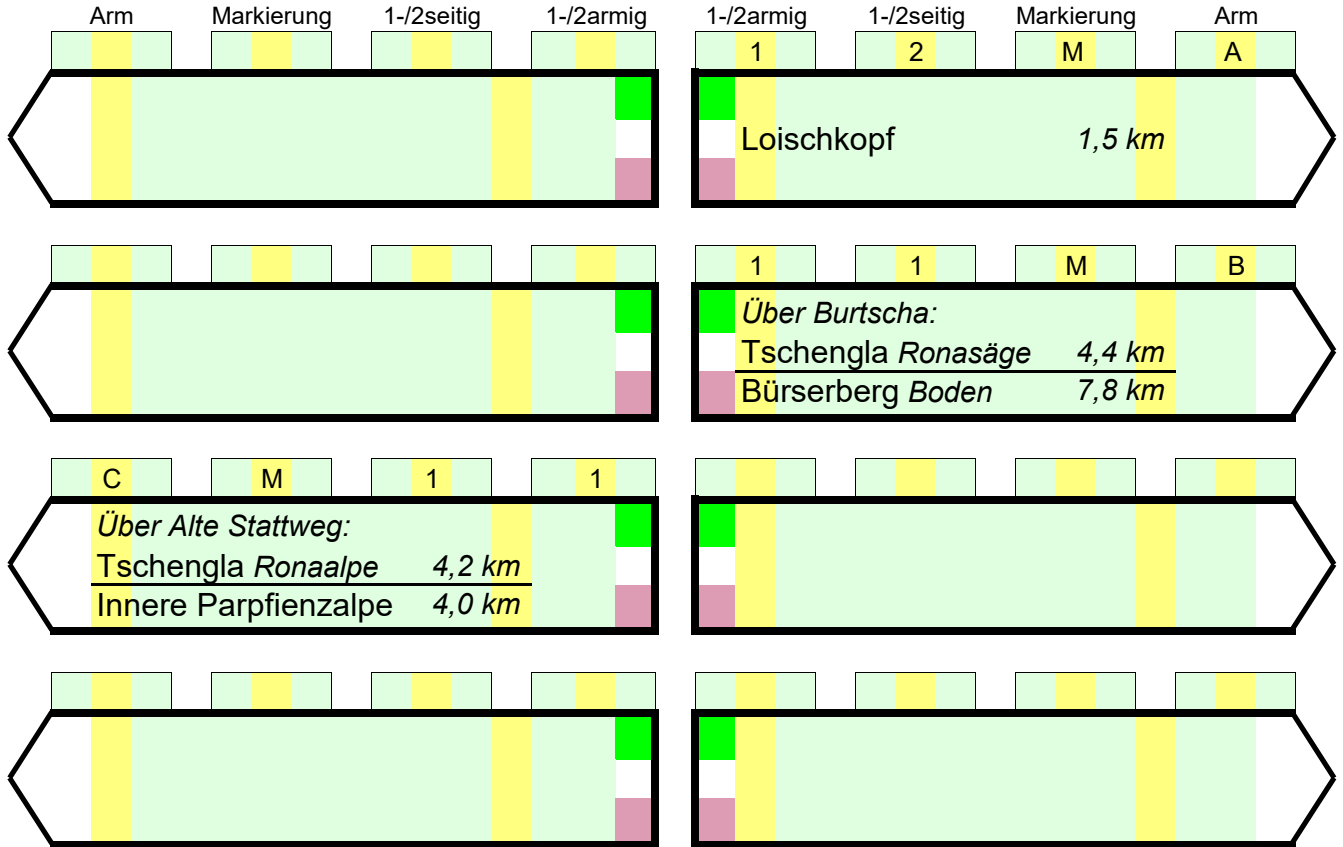 Arm Markierung 1-/2seitig 1-/2armig 1-/2armig 1-/2seitig Markierung Arm
1 2 M A
Loischkopf 1,5 km
1 1 M B
Über Burtscha:
Tschengla Ronasäge 4,4 km
Bürserberg Boden 7,8 km
C M 1 1
Über Alte Stattweg:
Tschengla Ronaalpe 4,2 km
Innere Parpfienzalpe 4,0 km